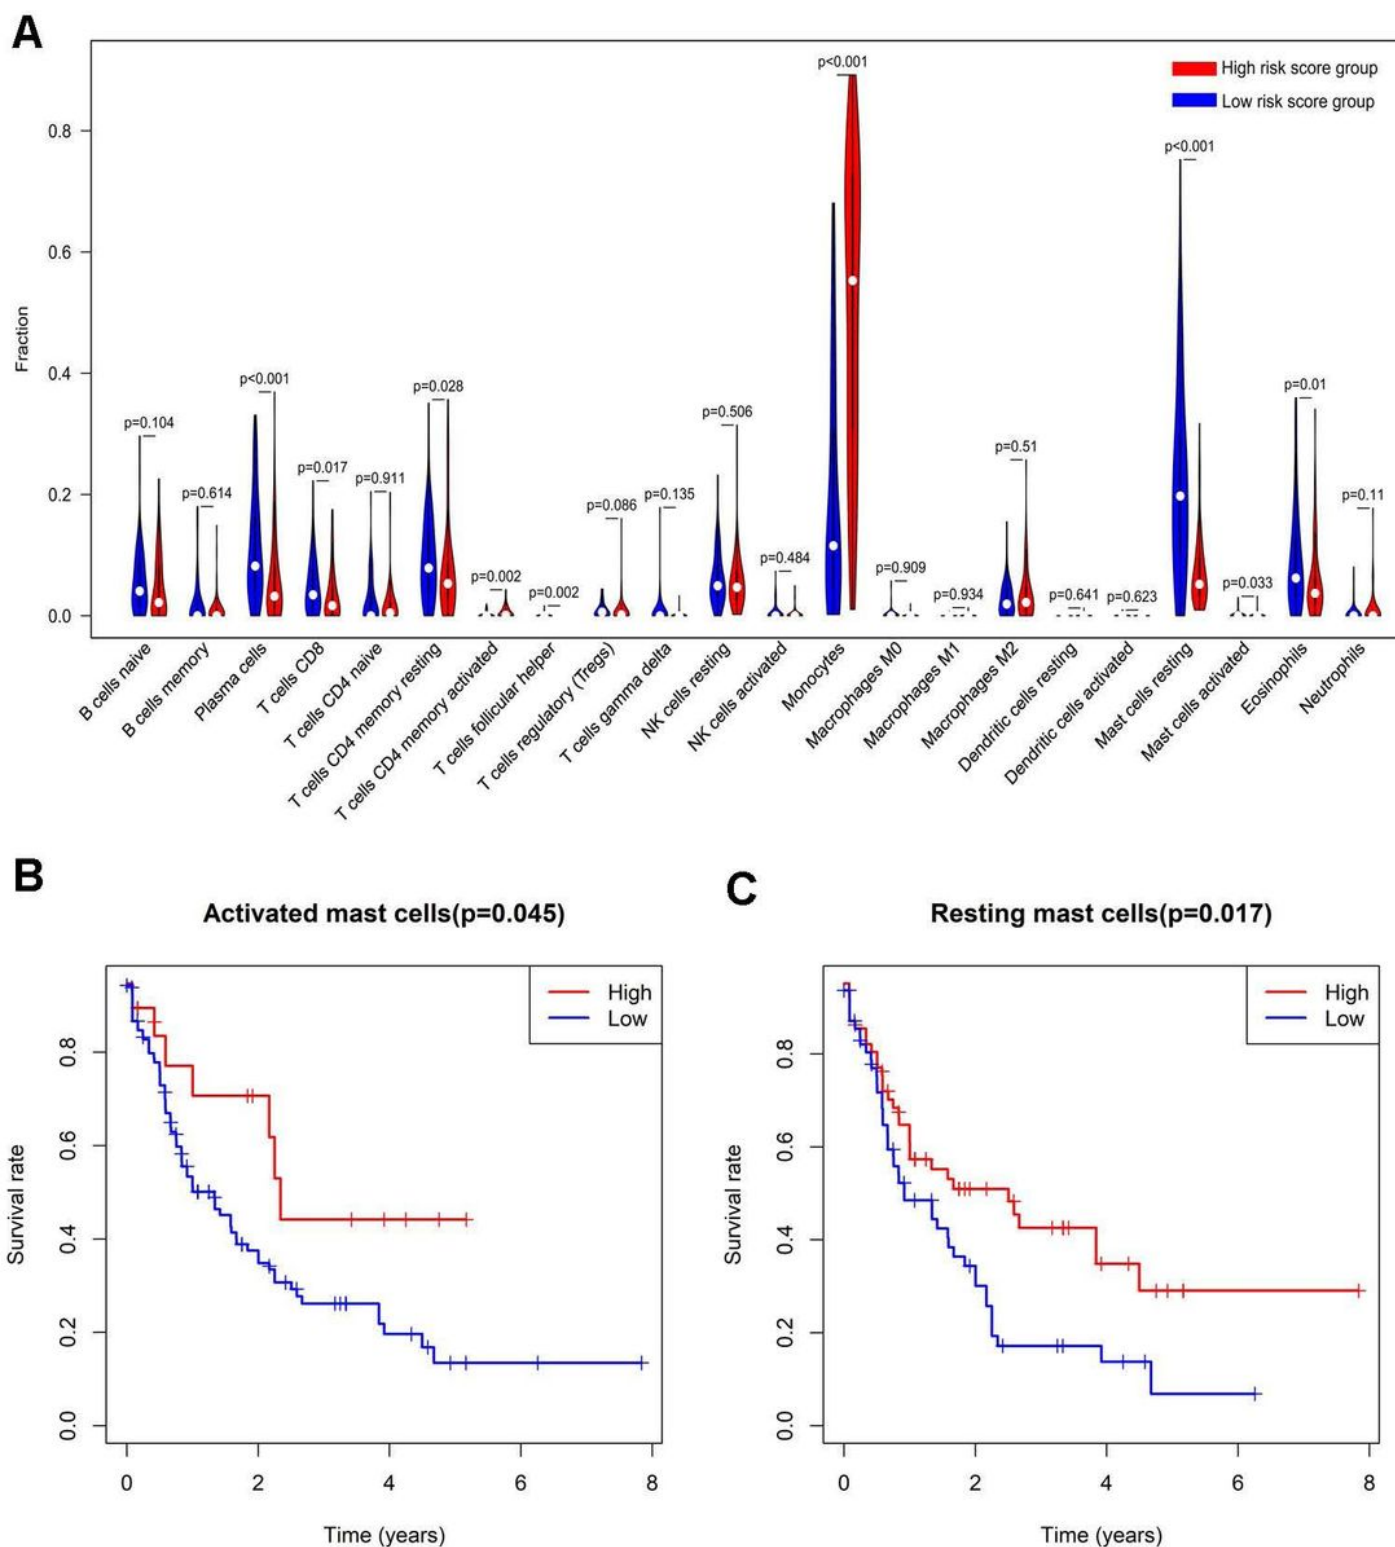 A
High risk score group
Low risk score group
p<0.001
p<0.001
p<0.001
p=0.028
p=0.01
p=0.104
p=0.506
p=0.51
p=0.017
p=0.911
p=0.614
p=0.135
p=0.11
p=0.086
p=0.484
p=0.909
p=0.002
p=0.002
p=0.934
p=0.641
p=0.623
p=0.033
Fraction
0.8
0.6
0.4
0.2
0.0
B cells naive
B cells memory
Plasma cells
T cells CD8
T cells CD4 naive
T cells CD4 memory resting
T cells CD4 memory activated
T cells follicular helper
T cells regulatory (Tregs)
T cells gamma delta
NK Cells resting
NK cells activated
Monocytes
Macrophages M0
Macrophages M1
Macrophages M2
Dendritic cells resting
Dendritic cells activated
Mast cells resting
Mast cells activated
Eosinophils
Neutrophils
B
Activated mast cells(p=0.045)
High
Low
Survival rate
0.8
0.6
0.4
0.2
0.0
0 2 4 6 8
Time (years)
C
Resting mast cells(p=0.017)
High
Low
Survival rate
0.8
0.6
0.4
0.2
0.0
0 2 4 6 8
Time (years)